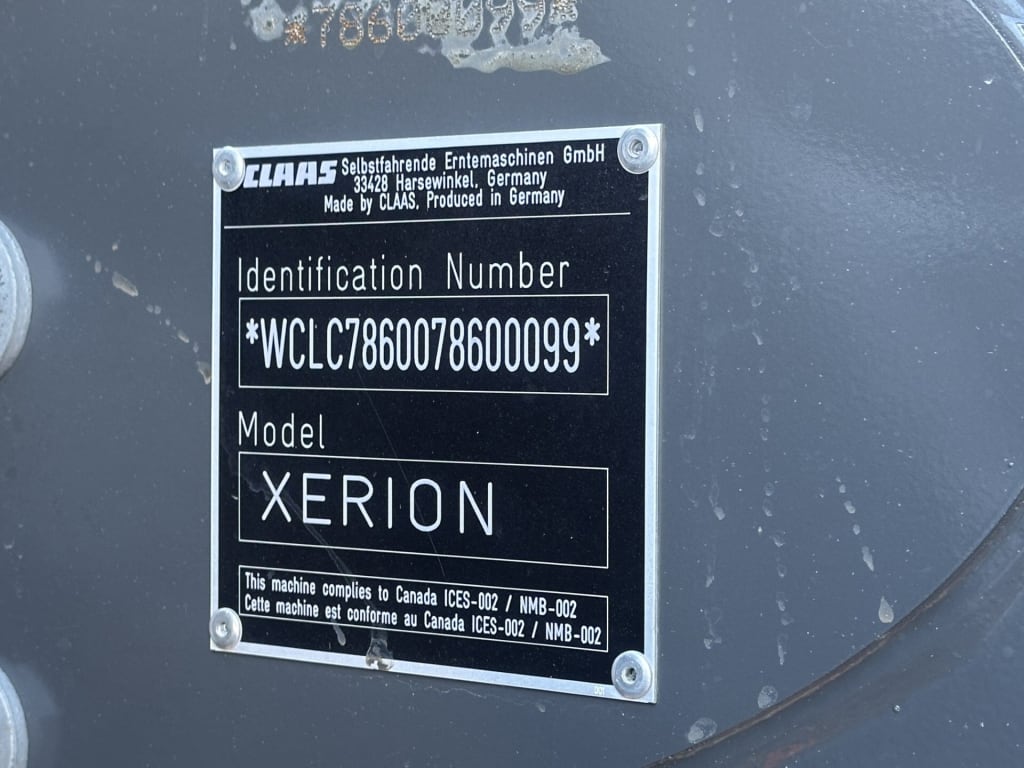 *78600099*
CLAAS Selbstfahrende Erntemaschinen GmbH
33428 Harsewinkel, Germany
Made by CLAAS, Produced in Germany
Identification Number
*WCLC7860078600099*
Model
XERION
This machine complies to Canada ICES-002 / NMB-002
Cette machine est conforme au Canada ICES-002 / NMB-002